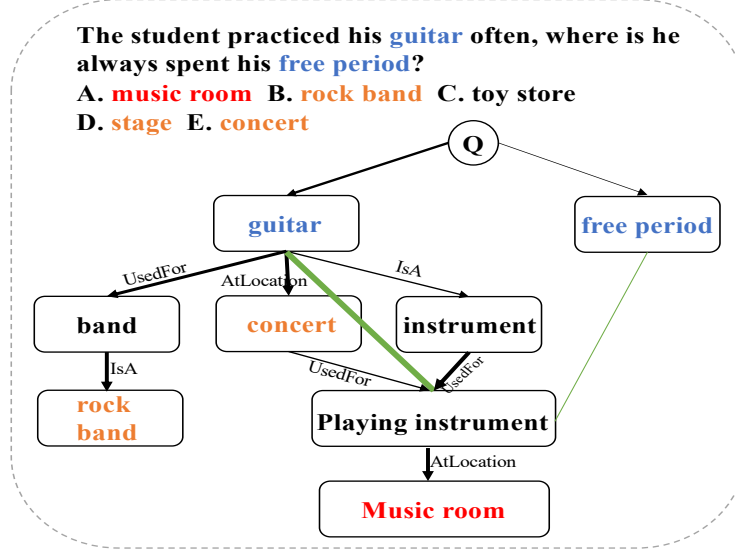 The student practiced his guitar often, where is he
always spent his free period?
A. music room B. rock band C. toy store
D. stage E. concert
Q
guitar
free period
UsedFor
AtLocation
IsA
band
concert
instrument
IsA
UsedFor
UsedFor
rock
band
Playing instrument
AtLocation
Music room